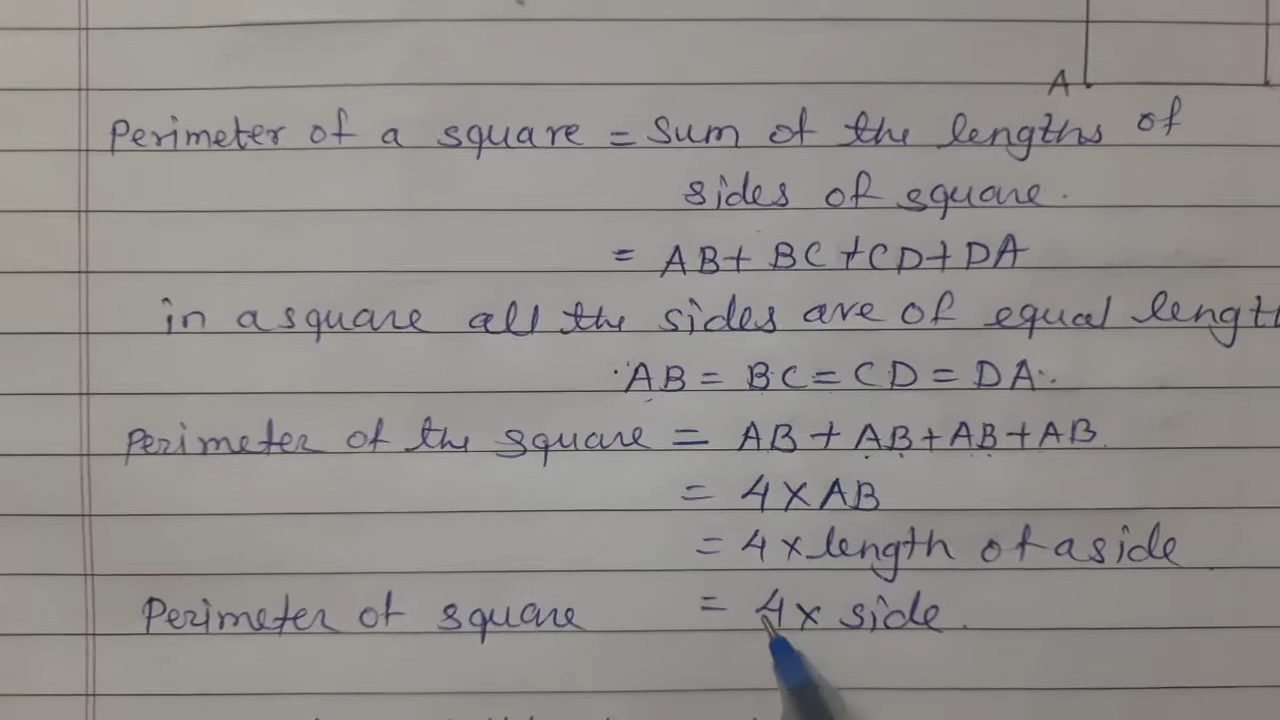 A
Perimeter of a square = Sum of the lengths of
sides of square.
= AB + BC + CD + DA
in a square all the sides are of equal lengt
AB = BC = CD = DA.
Perimeter of the square = AB + AB + AB + AB.
= 4 × AB
= 4 × length of a side
Perimeter of square = 4 × side.